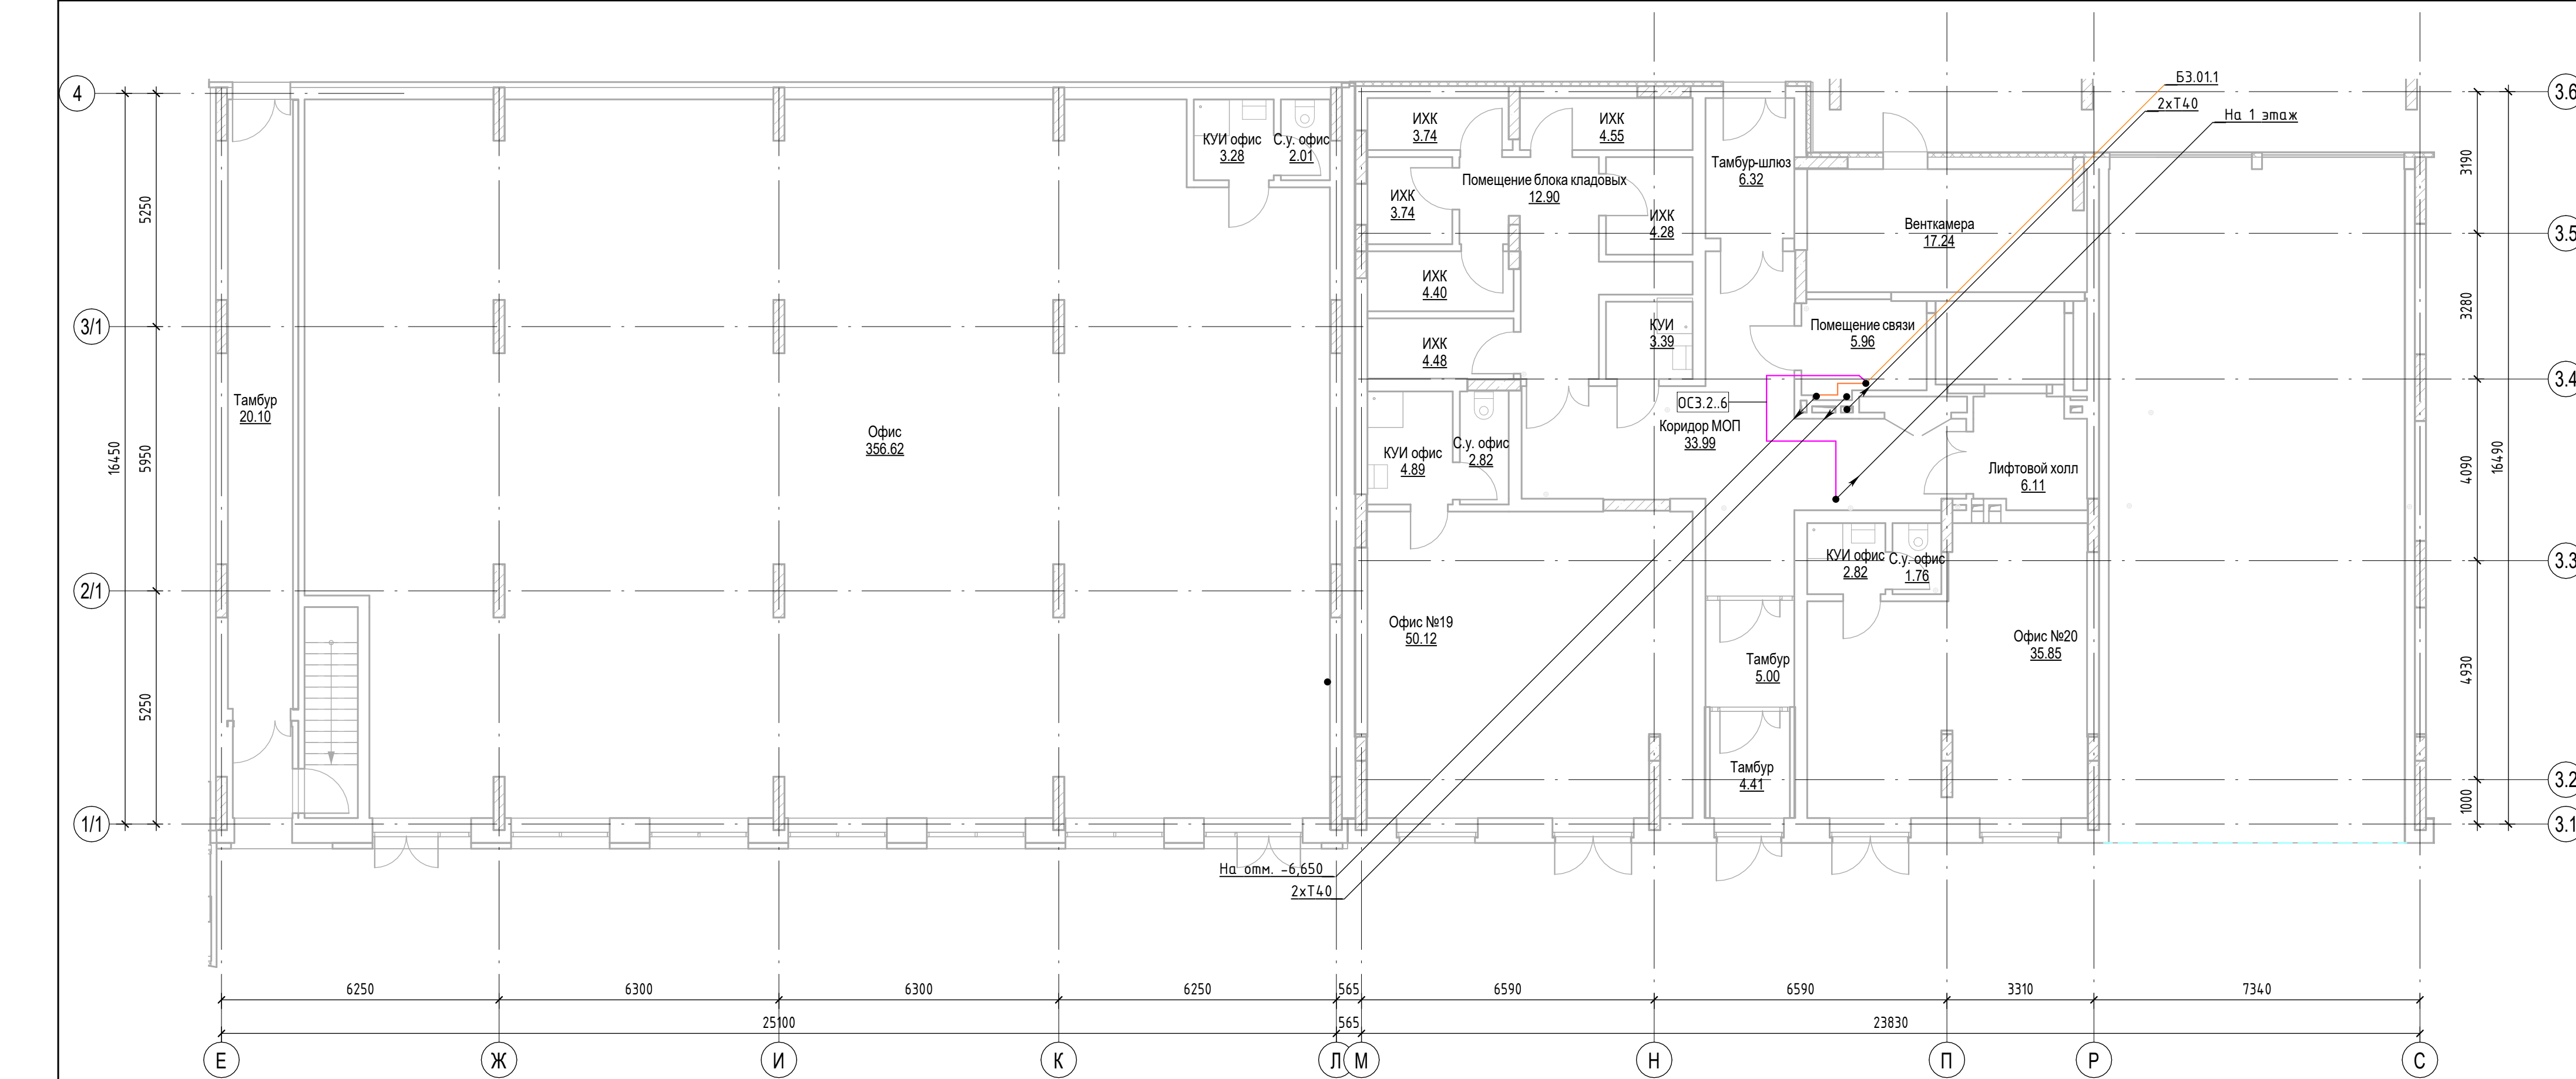 4
3/1
2/1
1/1
16450
5250
5950
5250
Тамбур
20.10
Офис
356.62
КУИ офис
3.28
С.у. офис
2.01
ИХК
3.74
ИХК
4.55
ИХК
3.74
Помещение блока кладовых
12.90
ИХК
4.28
ИХК
4.40
ИХК
4.48
КУИ
3.39
Тамбур-шлюз
6.32
Венткамера
17.24
Помещение связи
5.96
ОС3.2..6
Коридор МОП
33.99
КУИ офис
4.89
С.у. офис
2.82
Лифтовой холл
6.11
КУИ офис
2.82
С.у. офис
1.76
Офис №19
50.12
Офис №20
35.85
Тамбур
5.00
Тамбур
4.41
Б3.01.1
2хТ40
На 1 этаж
На отм. -6,650
2хТ40
3.6
3.5
3.4
3.3
3.2
3.1
3190
3280
4090
4930
1000
16490
6250
6300
6300
6250
565
6590
6590
3310
7340
25100
565
23830
Е
Ж
И
К
Л
М
Н
П
Р
С